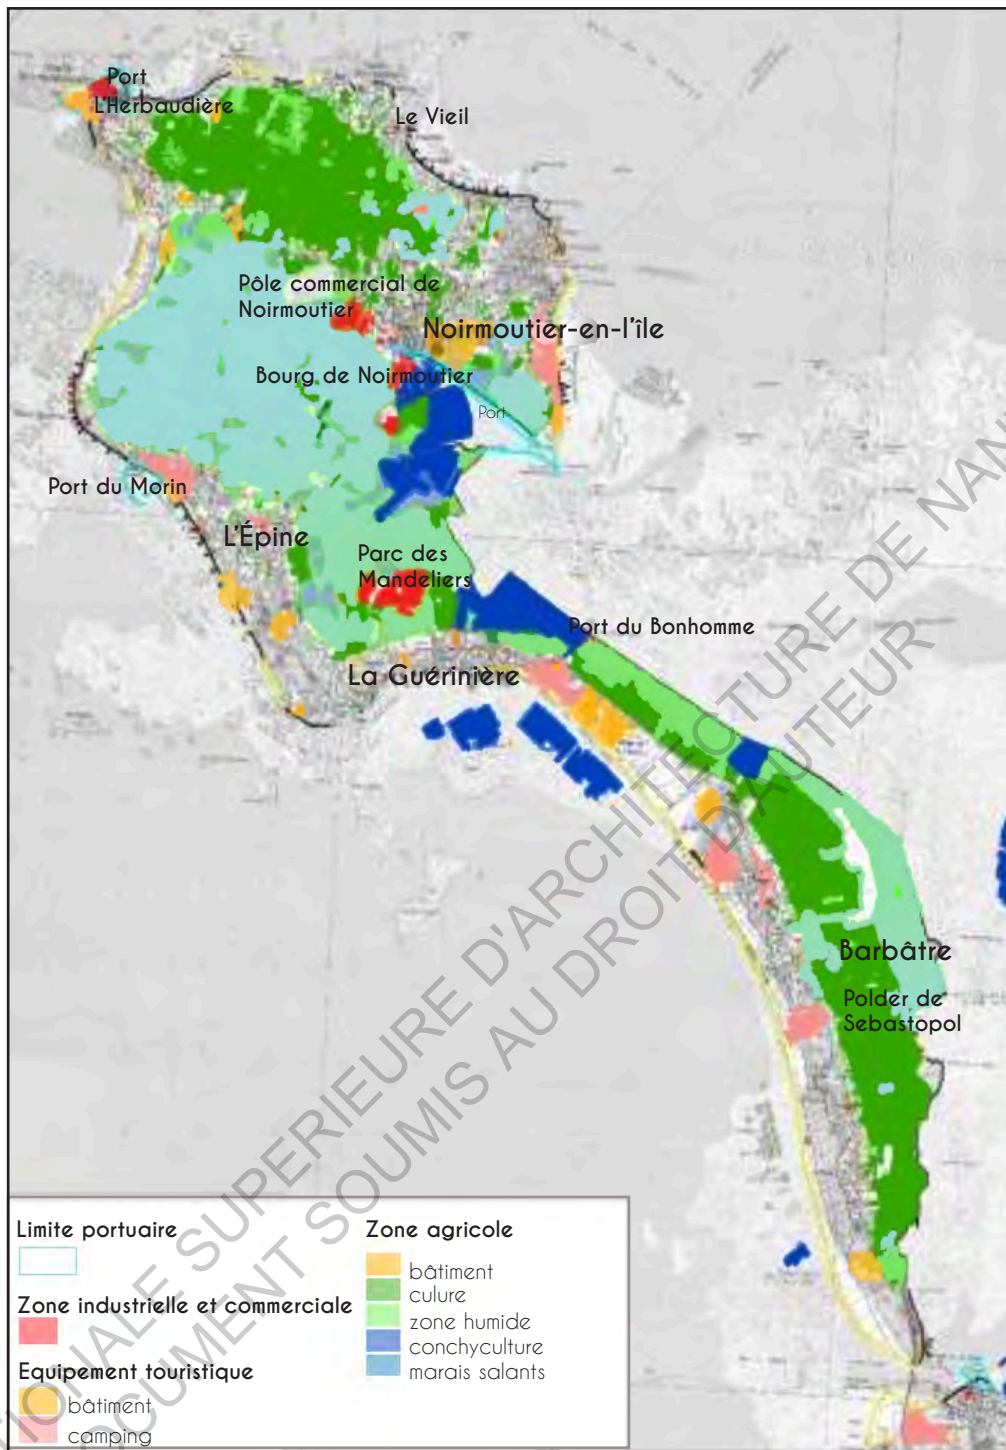 Port
L'Herbaudière
Le Vieil
Pôle commercial de
Noirmoutier
Noirmoutier-en-l'île
Bourg de Noirmoutier
Port
Port du Morin
L'Épine
Parc des
Mandeliers
Port du Bonhomme
La Guérinière
Barbâtre
Polder de
Sebastopol
Limite portuaire
Zone industrielle et commerciale
Equipement touristique
bâtiment
camping
Zone agricole
bâtiment
culure
zone humide
conchyculture
marais salants
TIONALE SUPERIEURE D'ARCHITECTURE DE NAN
OCUMENT SOUMIS AU DROIT D'AUTEUR